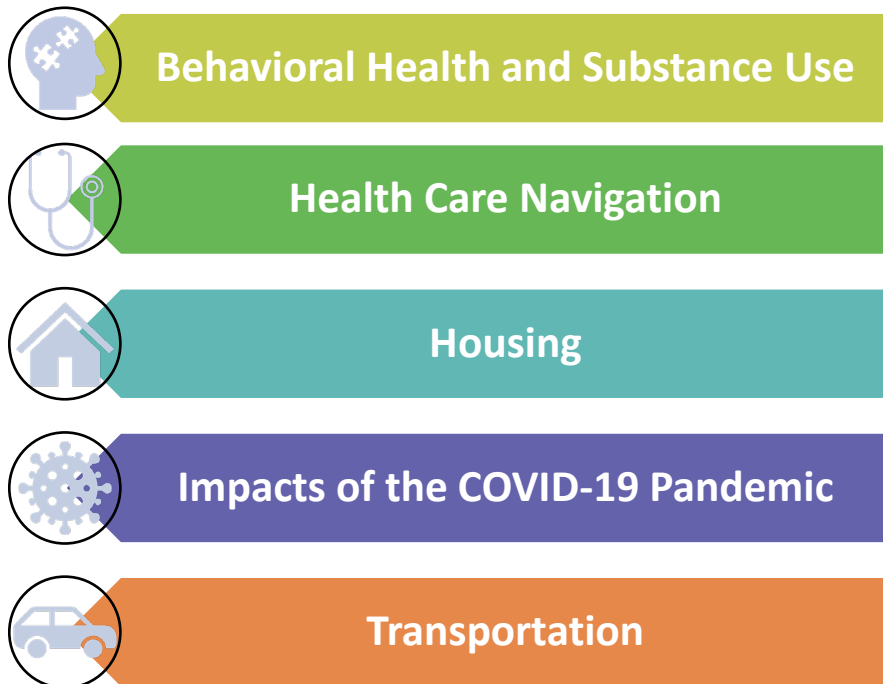 Behavioral Health and Substance Use
Health Care Navigation
Housing
Impacts of the COVID-19 Pandemic
Transportation